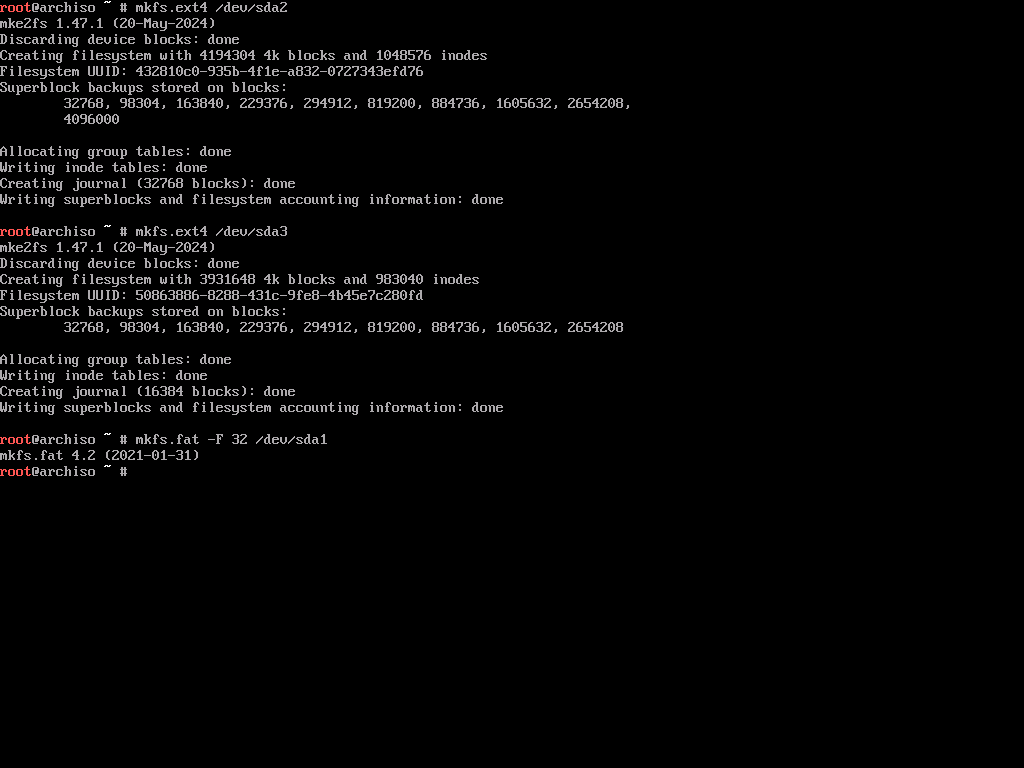 root@archiso ~ # mkfs.ext4 /dev/sda2
mke2fs 1.47.1 (20-May-2024)
Discarding device blocks: done
Creating filesystem with 4194304 4k blocks and 1048576 inodes
Filesystem UUID: 432810c0-935b-4f1e-a832-0727343efd76
Superblock backups stored on blocks:
        32768, 98304, 163840, 229376, 294912, 819200, 884736, 1605632, 2654208,
        4096000

Allocating group tables: done
Writing inode tables: done
Creating journal (32768 blocks): done
Writing superblocks and filesystem accounting information: done

root@archiso ~ # mkfs.ext4 /dev/sda3
mke2fs 1.47.1 (20-May-2024)
Discarding device blocks: done
Creating filesystem with 3931648 4k blocks and 983040 inodes
Filesystem UUID: 50863886-8288-431c-9fe8-4b45e7c280fd
Superblock backups stored on blocks:
        32768, 98304, 163840, 229376, 294912, 819200, 884736, 1605632, 2654208

Allocating group tables: done
Writing inode tables: done
Creating journal (16384 blocks): done
Writing superblocks and filesystem accounting information: done

root@archiso ~ # mkfs.fat -F 32 /dev/sda1
mkfs.fat 4.2 (2021-01-31)
root@archiso ~ #